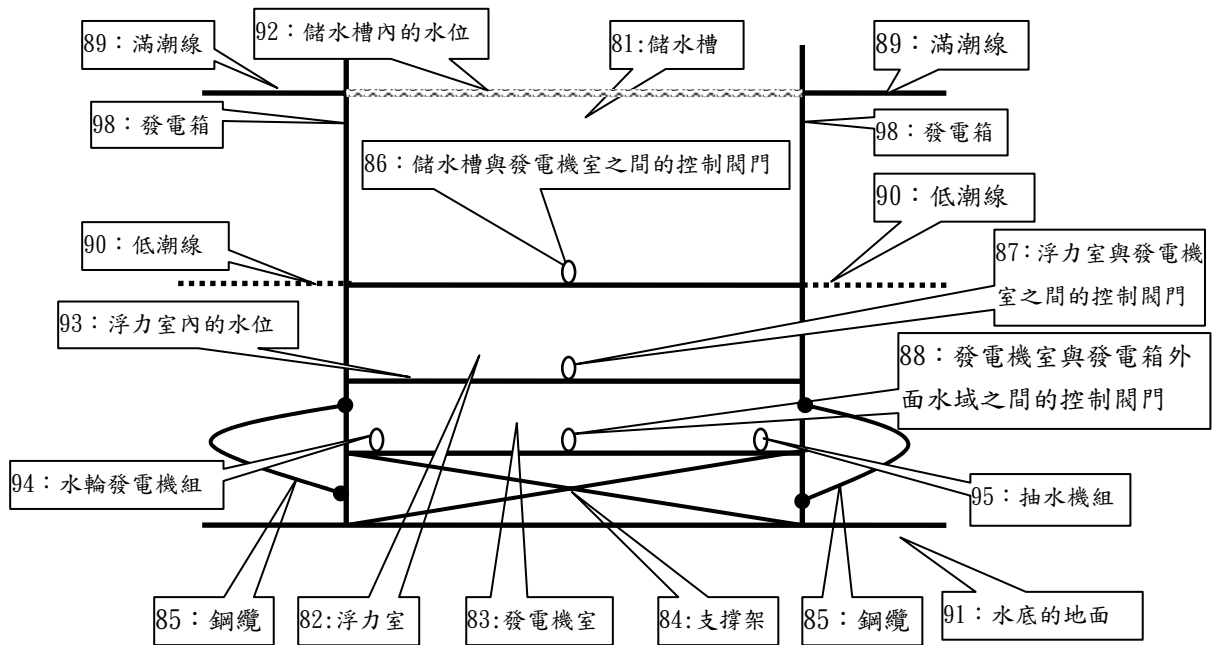 89：滿潮線
92：儲水槽內的水位
81:儲水槽
89：滿潮線
98：發電箱
98：發電箱
86：儲水槽與發電機室之間的控制閥門
90：低潮線
90：低潮線
87:浮力室與發電機
室之間的控制閥門
93：浮力室內的水位
88：發電機室與發電箱外
面水域之間的控制閥門
94：水輪發電機組
95：抽水機組
85：鋼纜
82:浮力室
83:發電機室
84:支撐架
85：鋼纜
91：水底的地面